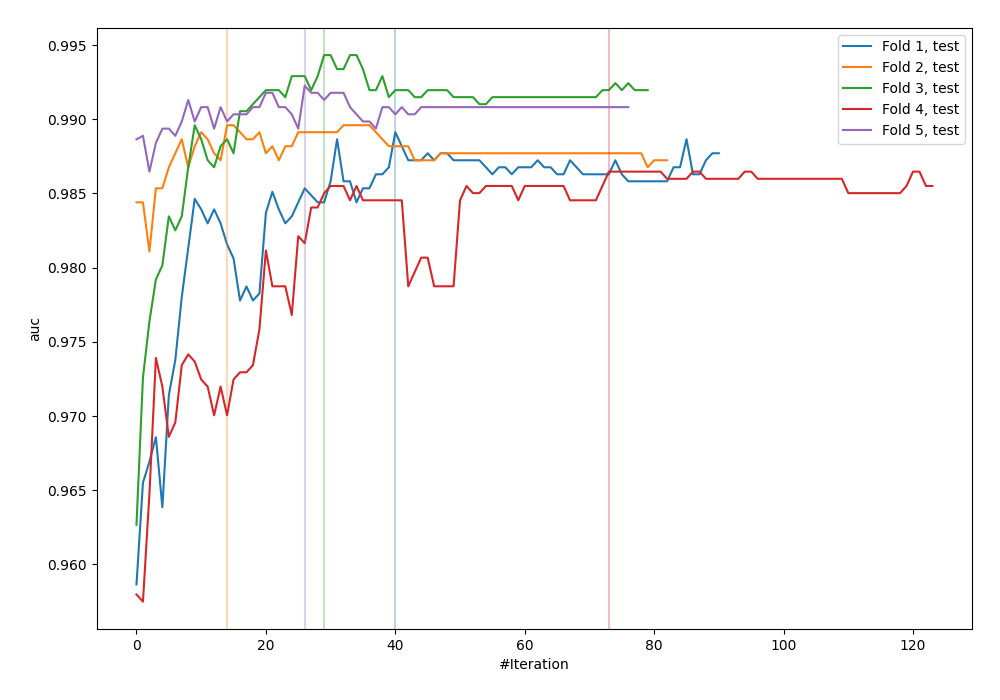 0.995
0.990
0.985
0.980
0.975
0.970
0.965
0.960
auc
0 20 40 60 80 100 120
#Iteration
Fold 1, test
Fold 2, test
Fold 3, test
Fold 4, test
Fold 5, test